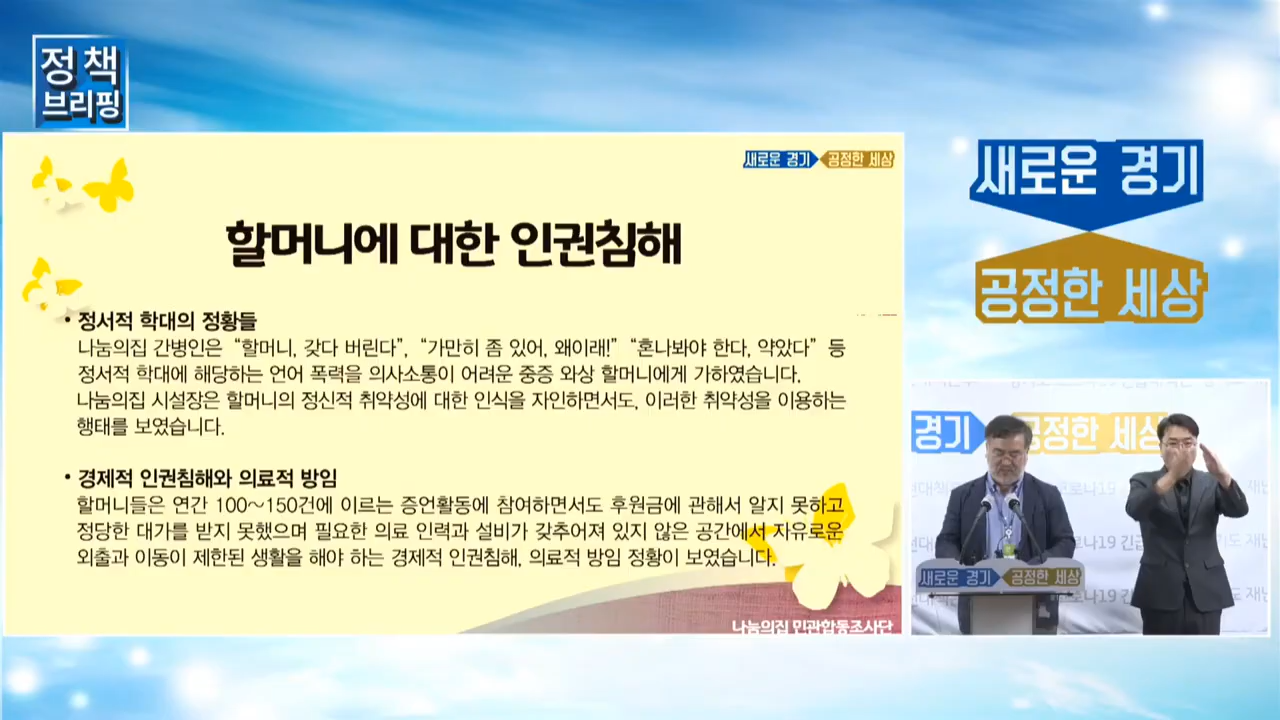 정책
브리핑
새로운 경기 공정한 세상
할머니에 대한 인권침해
• 정서적 학대의 정황들
나눔의집 간병인은 “할머니, 갖다 버린다”, “가만히 좀 있어, 왜이래!” “혼나봐야 한다, 약았다” 등
정서적 학대에 해당하는 언어 폭력을 의사소통이 어려운 중증 와상 할머니에게 가하였습니다.
나눔의집 시설장은 할머니의 정신적 취약성에 대한 인식을 자인하면서도, 이러한 취약성을 이용하는
행태를 보였습니다.
• 경제적 인권침해와 의료적 방임
할머니들은 연간 100～150건에 이르는 증언활동에 참여하면서도 후원금에 관해서 알지 못하고
정당한 대가를 받지 못했으며 필요한 의료 인력과 설비가 갖추어져 있지 않은 공간에서 자유로운
외출과 이동이 제한된 생활을 해야 하는 경제적 인권침해, 의료적 방임 정황이 보였습니다.
나눔의집 민관합동조사단
새로운 경기
공정한 세상
경기 공정한 세상
코로나19 긴급
새로운 경기 공정한 세상